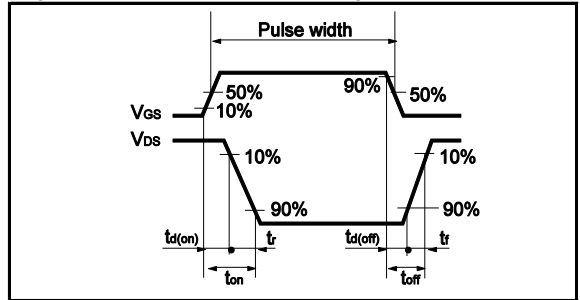 Pulse width
90%
50%
50%
10%
VGS
VDS
10%
10%
90%
90%
td(on)
tr
td(off)
tf
ton
toff